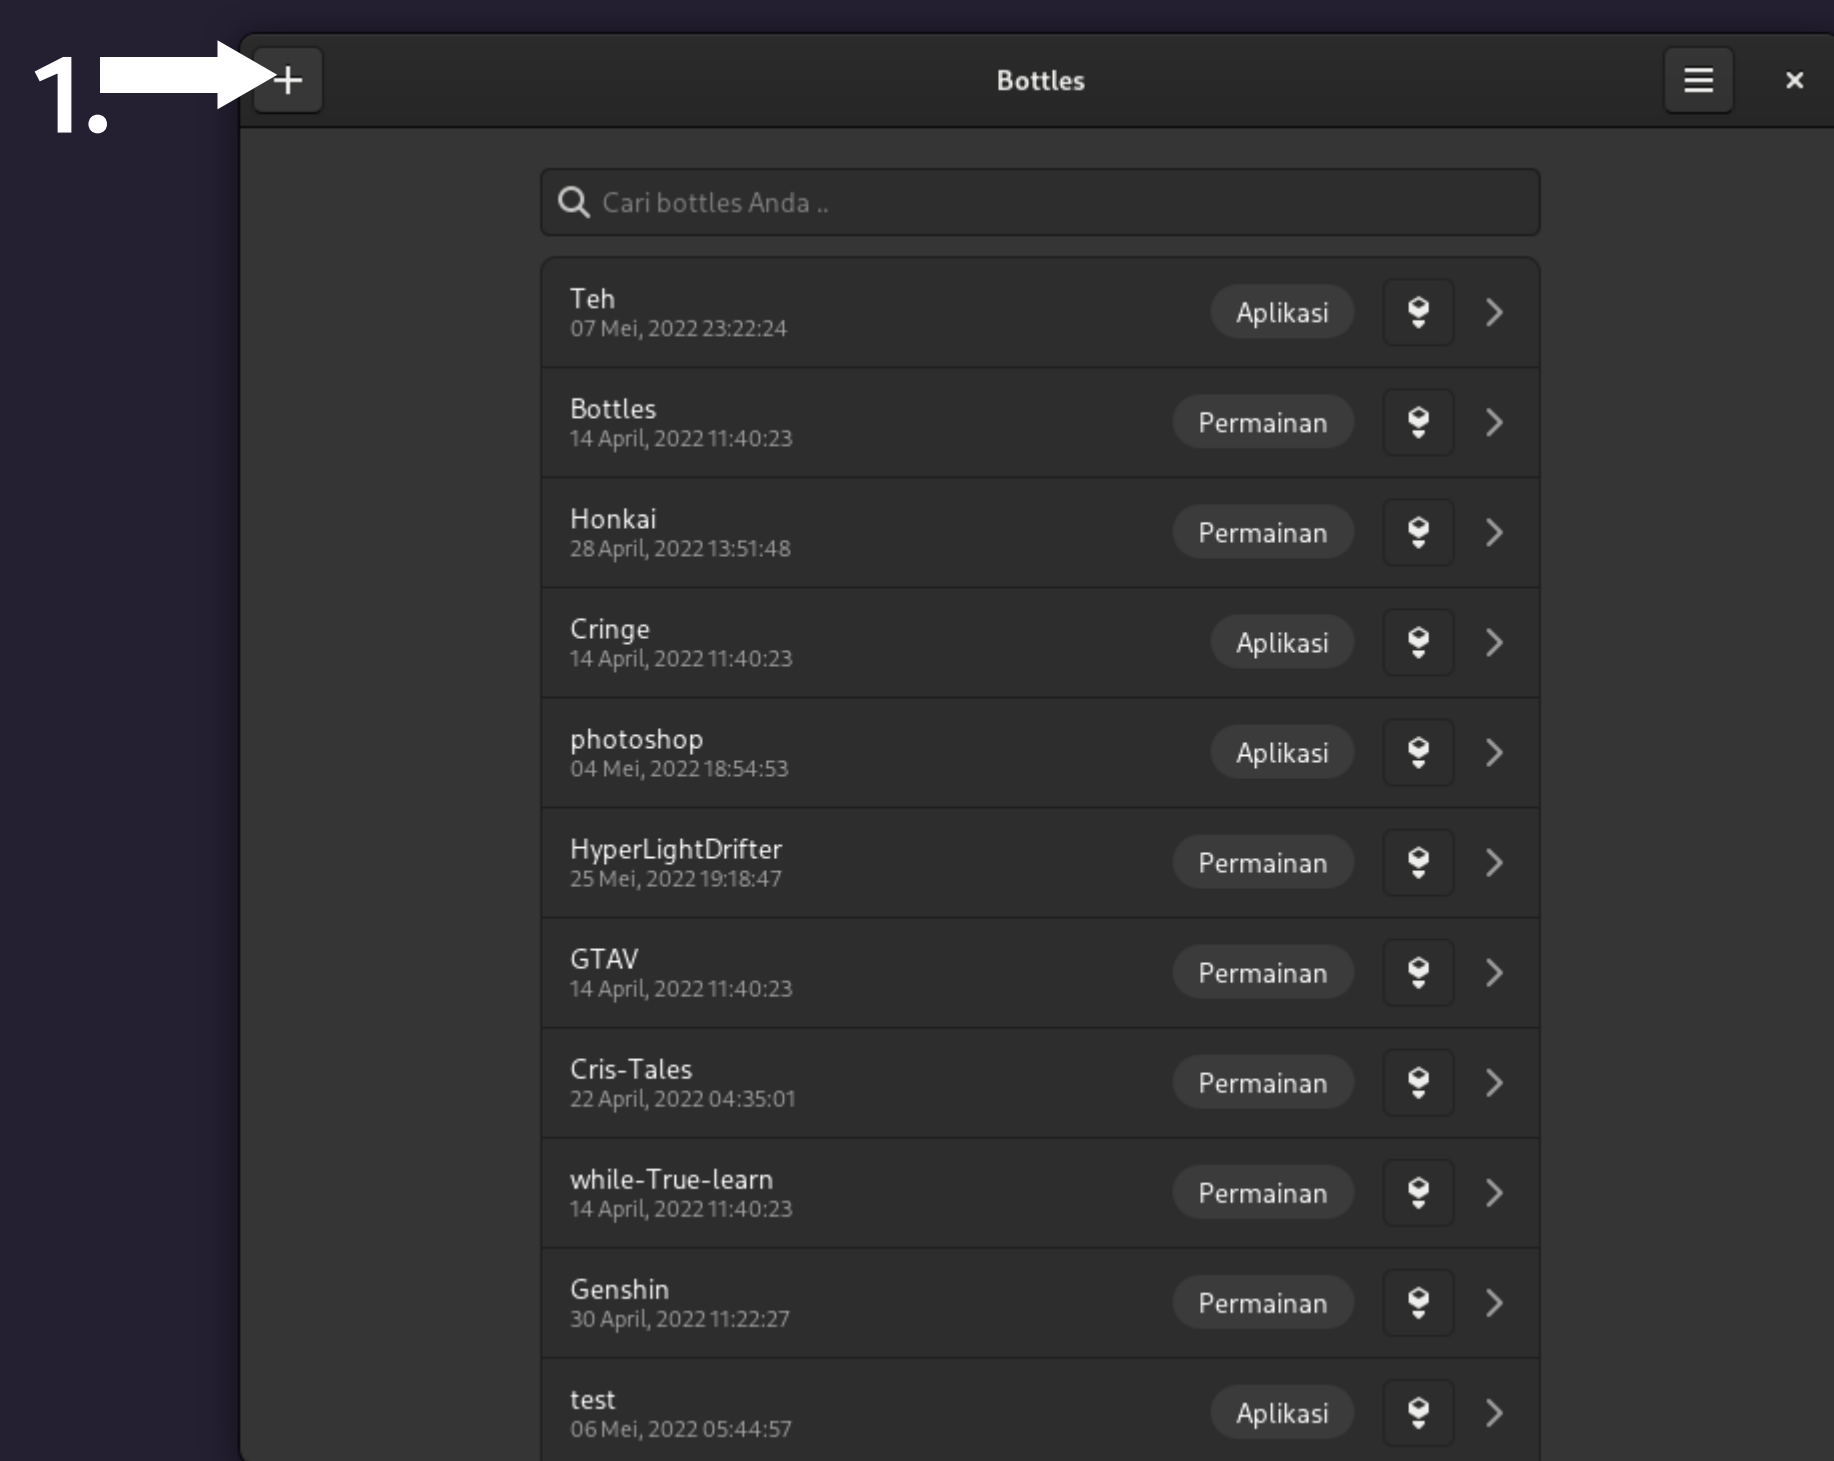 1.
Bottles
Cari bottles Anda ..
Teh
07 Mei, 2022 23:22:24
Aplikasi
Bottles
14 April, 2022 11:40:23
Permainan
Honkai
28 April, 2022 13:51:48
Permainan
Cringe
14 April, 2022 11:40:23
Aplikasi
photoshop
04 Mei, 2022 18:54:53
Aplikasi
HyperLightDrifter
25 Mei, 2022 19:18:47
Permainan
GTAV
14 April, 2022 11:40:23
Permainan
Cris-Tales
22 April, 2022 04:35:01
Permainan
while-True-learn
14 April, 2022 11:40:23
Permainan
Genshin
30 April, 2022 11:22:27
Permainan
test
06 Mei, 2022 05:44:57
Aplikasi